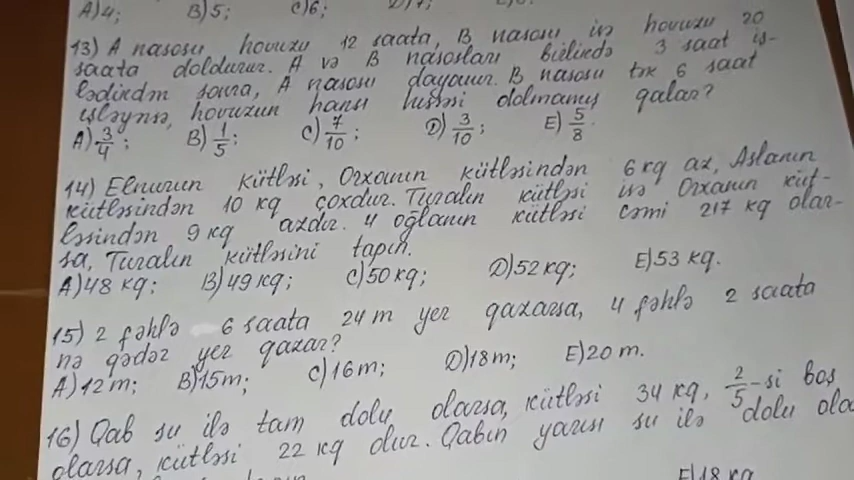 A) 4; B) 5; C) 6;
13) A nasosu hovuzu 12 saata, B nasosu isə hovuzu 20
saata doldurur. A və B nasosları birlikdə 3 saat iş-
lədikdən sonra, A nasosu dayanır. B nasosu tək 6 saat
işləyirsə, hovuzun hansı hissəsi dolmamış qalar?
A) 3/4; B) 1/5; C) 7/10; D) 3/10; E) 5/8.
14) Elnurun kütləsi, Orxanın kütləsindən 6 kq az, Aslanın
kütləsindən 10 kq çoxdur. Turalın kütləsi isə Orxanın küt-
ləsindən 9 kq azdır. 4 oğlanın kütləsi cəmi 217 kq olar-
sa, Turalın kütləsini tapın.
A) 48 kq; B) 49 kq; C) 50 kq; D) 52 kq; E) 53 kq.
15) 2 fəhlə 6 saata 24 m yer qazarsa, 4 fəhlə 2 saata
nə qədər yer qazar?
A) 12 m; B) 15 m; C) 16 m; D) 18 m; E) 20 m.
16) Qab su ilə tam dolu olarsa, kütləsi 34 kq, 2/5-si boş
olarsa, kütləsi 22 kq olur. Qabın yarısı su ilə dolu ola
E) 18 kq